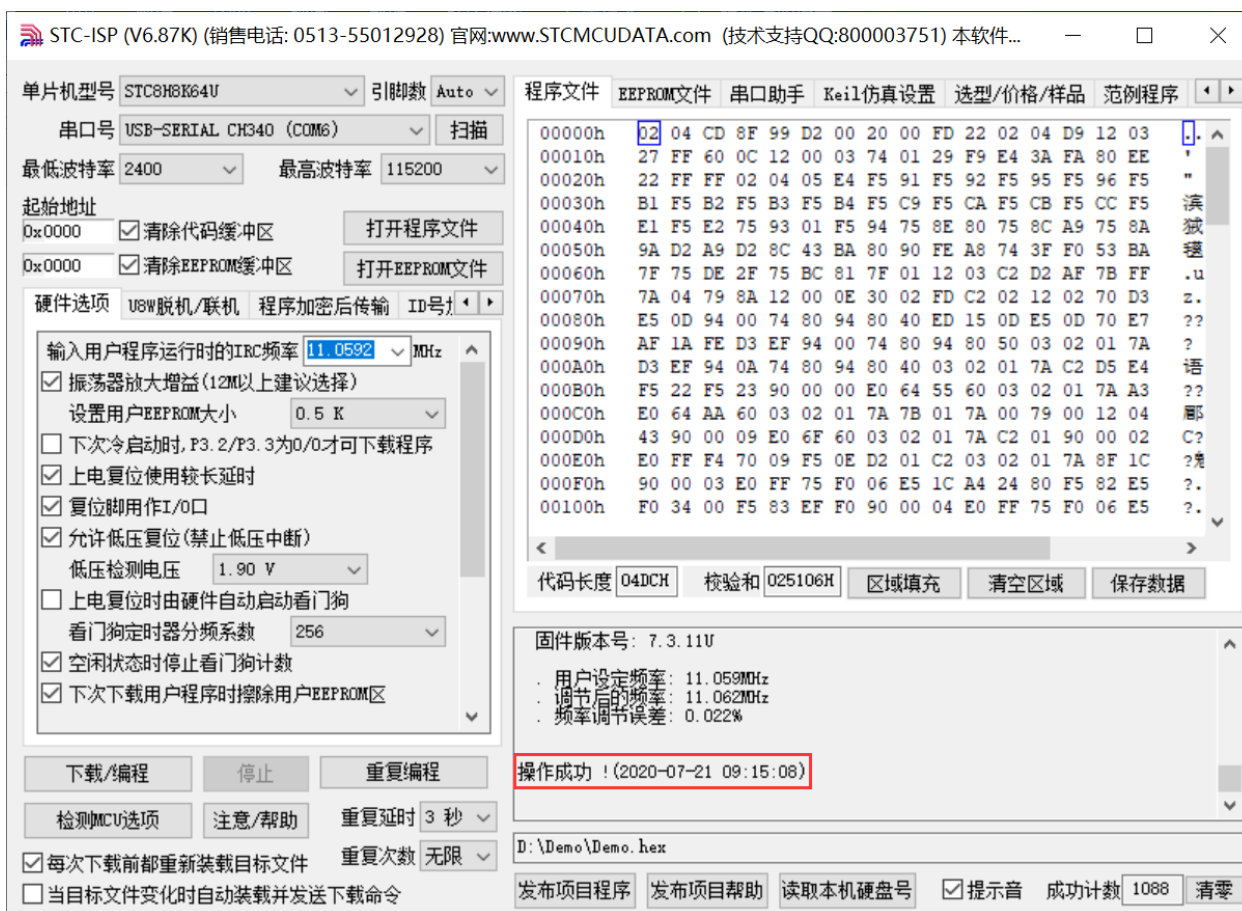 STC-ISP (V6.87K) (销售电话: 0513-55012928) 官网:www.STCMCUDATA.com (技术支持QQ:800003751) 本软件...
单片机型号 STC8H8K64U 引脚数 Auto
串口号 USB-SERIAL CH340 (COM6) 扫描
最低波特率 2400 最高波特率 115200
起始地址
0x0000 清除代码缓冲区 打开程序文件
0x0000 清除EEPROM缓冲区 打开EEPROM文件
硬件选项 U8W脱机/联机 程序加密后传输 ID号
输入用户程序运行时的IRC频率 11.0592 MHz
振荡器放大增益(12M以上建议选择)
设置用户EEPROM大小 0.5 K
下次冷启动时,P3.2/P3.3为0/0才可下载程序
上电复位使用较长延时
复位脚用作I/O口
允许低压复位(禁止低压中断)
低压检测电压 1.90 V
上电复位时由硬件自动启动看门狗
看门狗定时器分频系数 256
空闲状态时停止看门狗计数
下次下载用户程序时擦除用户EEPROM区
下载/编程 停止 重复编程
检测MCU选项 注意/帮助 重复延时 3 秒
每次下载前都重新装载目标文件 重复次数 无限
当目标文件变化时自动装载并发送下载命令
程序文件 EEPROM文件 串口助手 Keil仿真设置 选型/价格/样品 范例程序
00000h 02 04 CD 8F 99 D2 00 20 00 FD 22 02 04 D9 12 03 ..
00010h 27 FF 60 0C 12 00 03 74 01 29 F9 E4 3A FA 80 EE '
00020h 22 FF FF 02 04 05 E4 F5 91 F5 92 F5 95 F5 96 F5 "
00030h B1 F5 B2 F5 B3 F5 B4 F5 C9 F5 CA F5 CB F5 CC F5 滨
00040h E1 F5 E2 75 93 01 F5 94 75 8E 80 75 8C A9 75 8A
00050h 9A D2 A9 D2 8C 43 BA 80 90 FE A8 74 3F F0 53 BA
00060h 7F 75 DE 2F 75 BC 81 7F 01 12 03 C2 D2 AF 7B FF .u
00070h 7A 04 79 8A 12 00 0E 30 02 FD C2 02 12 02 70 D3 z.
00080h E5 0D 94 00 74 80 94 80 40 ED 15 0D E5 0D 70 E7 ??
00090h AF 1A FE D3 EF 94 00 74 80 94 80 50 03 02 01 7A ?
000A0h D3 EF 94 0A 74 80 94 80 40 03 02 01 7A C2 D5 E4 语
000B0h F5 22 F5 23 90 00 00 E0 64 55 60 03 02 01 7A A3 ??
000C0h E0 64 AA 60 03 02 01 7A 7B 01 7A 00 79 00 12 04 郿
000D0h 43 90 00 09 E0 6F 60 03 02 01 7A C2 01 90 00 02 C?
000E0h E0 FF F4 70 09 F5 0E D2 01 C2 03 02 01 7A 8F 1C
000F0h 90 00 03 E0 FF 75 F0 06 E5 1C A4 24 80 F5 82 E5 ?.
00100h F0 34 00 F5 83 EF F0 90 00 04 E0 FF 75 F0 06 E5 ?.
代码长度 04DCH 校验和 025106H 区域填充 清空区域 保存数据
固件版本号: 7.3.11U
. 用户设定频率: 11.059MHz
. 调节后的频率: 11.062MHz
. 频率调节误差: 0.022%
操作成功 !(2020-07-21 09:15:08)
D:\Demo\Demo.hex
发布项目程序 发布项目帮助 读取本机硬盘号 提示音 成功计数 1088 清零